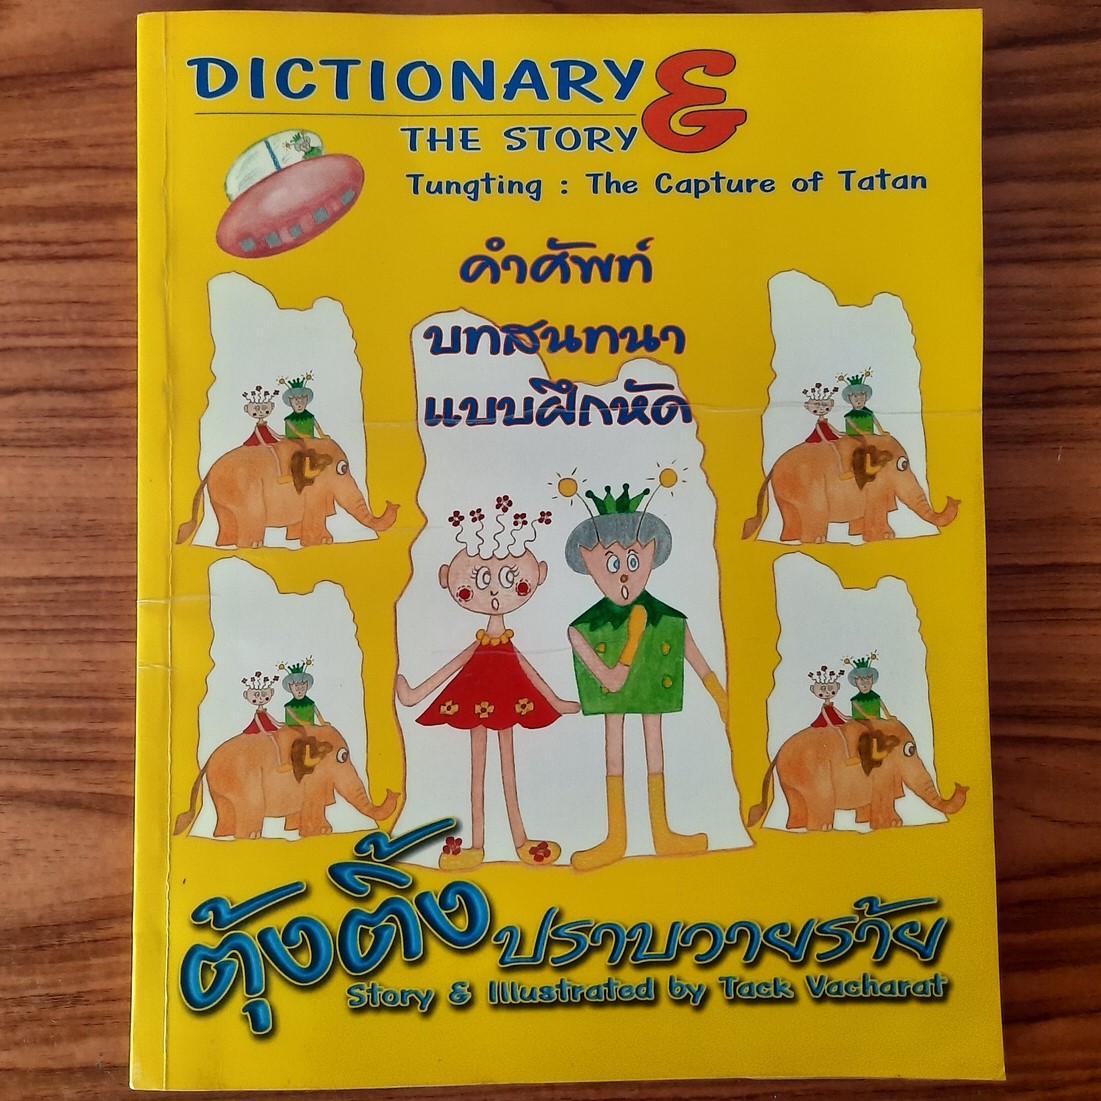 DICTIONARY &
THE STORY
Tungting : The Capture of Tatan
คำศัพท์
บทสนทนา
แบบฝึกหัด
ตุ้งติ้งปราบวายร้าย
Story & Illustrated by Tack Vacharat